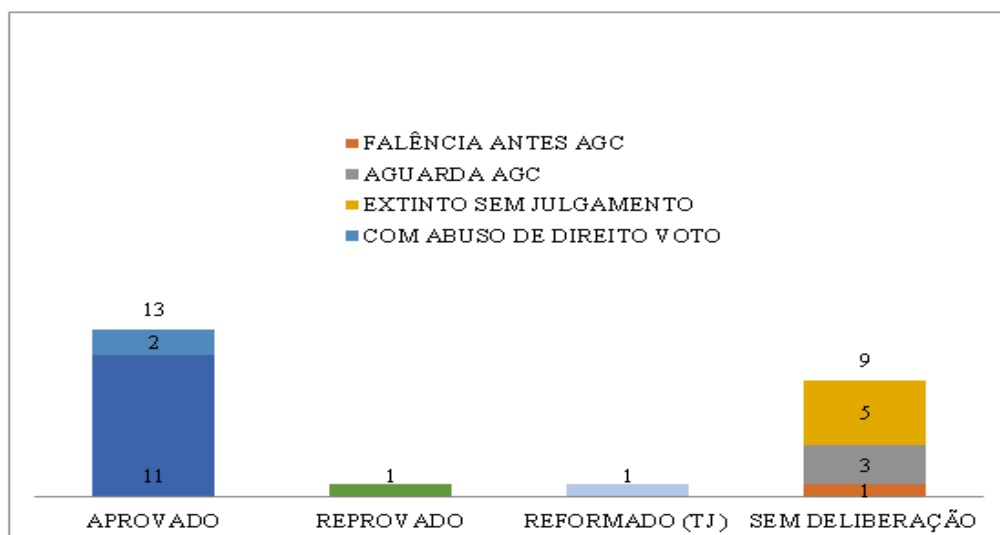 FALÊNCIA ANTES AGC
AGUARDA AGC
EXTINTO SEM JULGAMENTO
COM ABUSO DE DIREITO VOTO
13
2
11
1
1
9
5
3
1
APROVADO
REPROVADO
REFORMADO (TJ)
SEM DELIBERAÇÃO